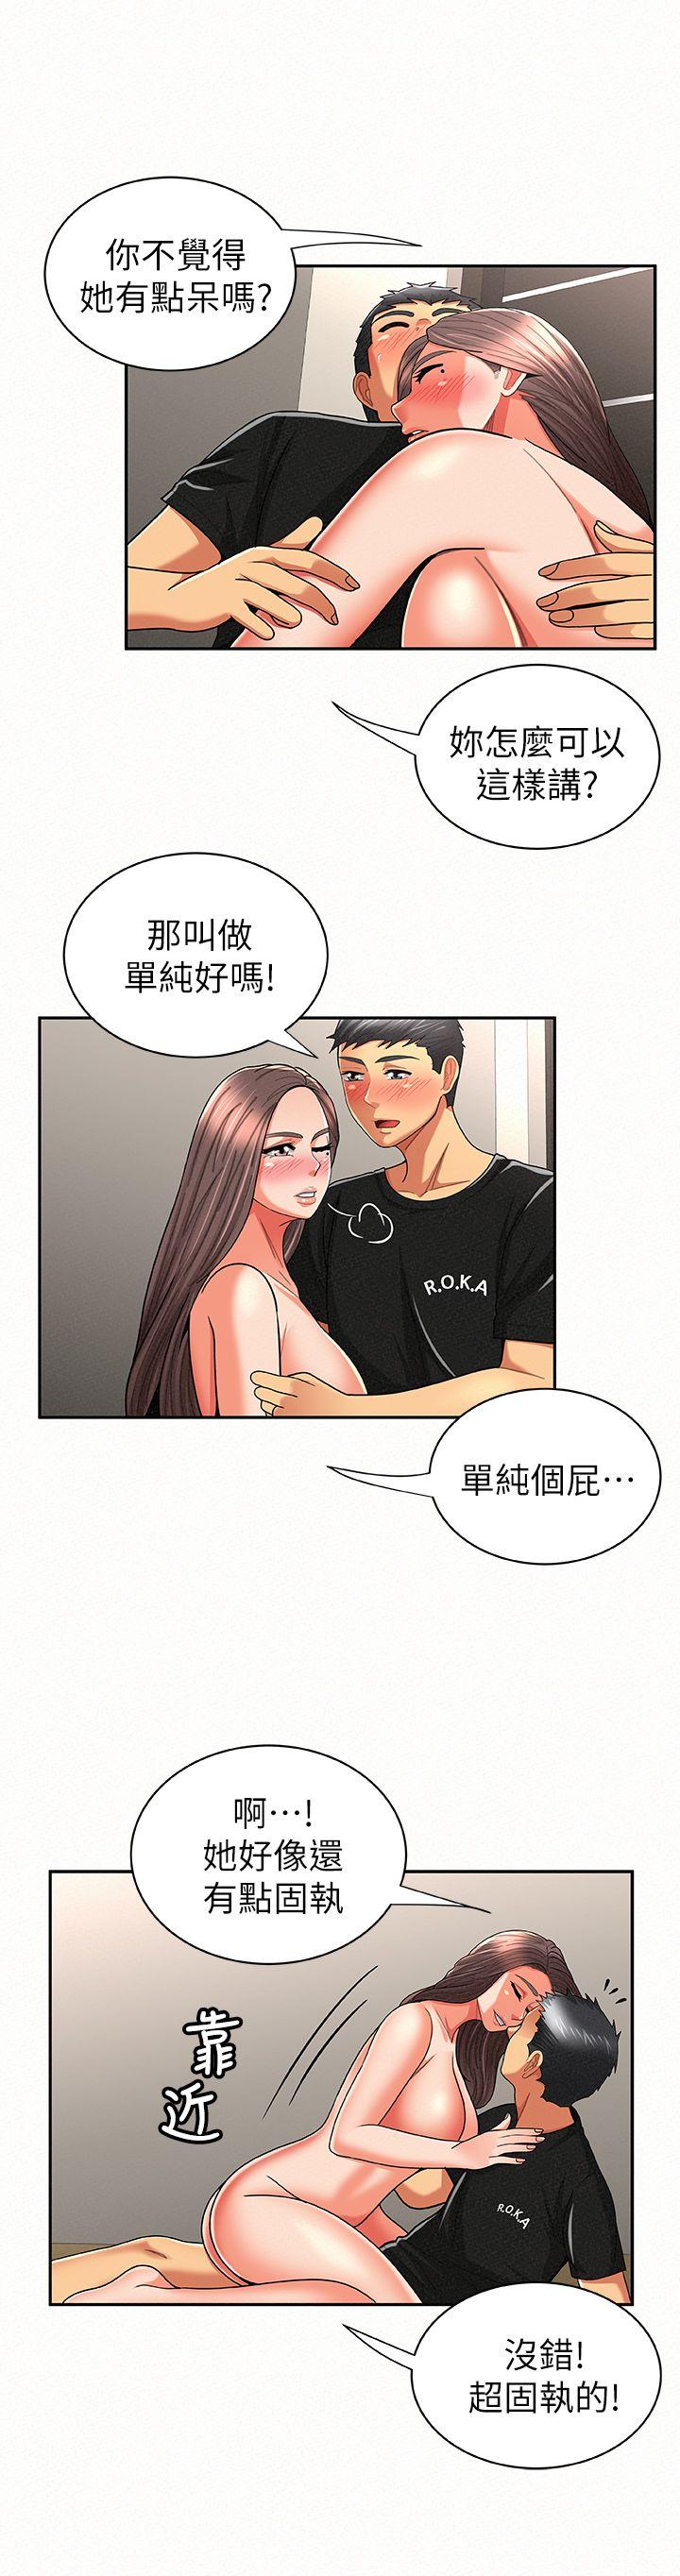 你不覺得
她有點呆嗎?
妳怎麼可以
這樣講?
那叫做
單純好嗎!
R.O.K.A
單純個屁…
啊…!
她好像還
有點固執
靠
近
R.O.K.A
沒錯!
超固執的!